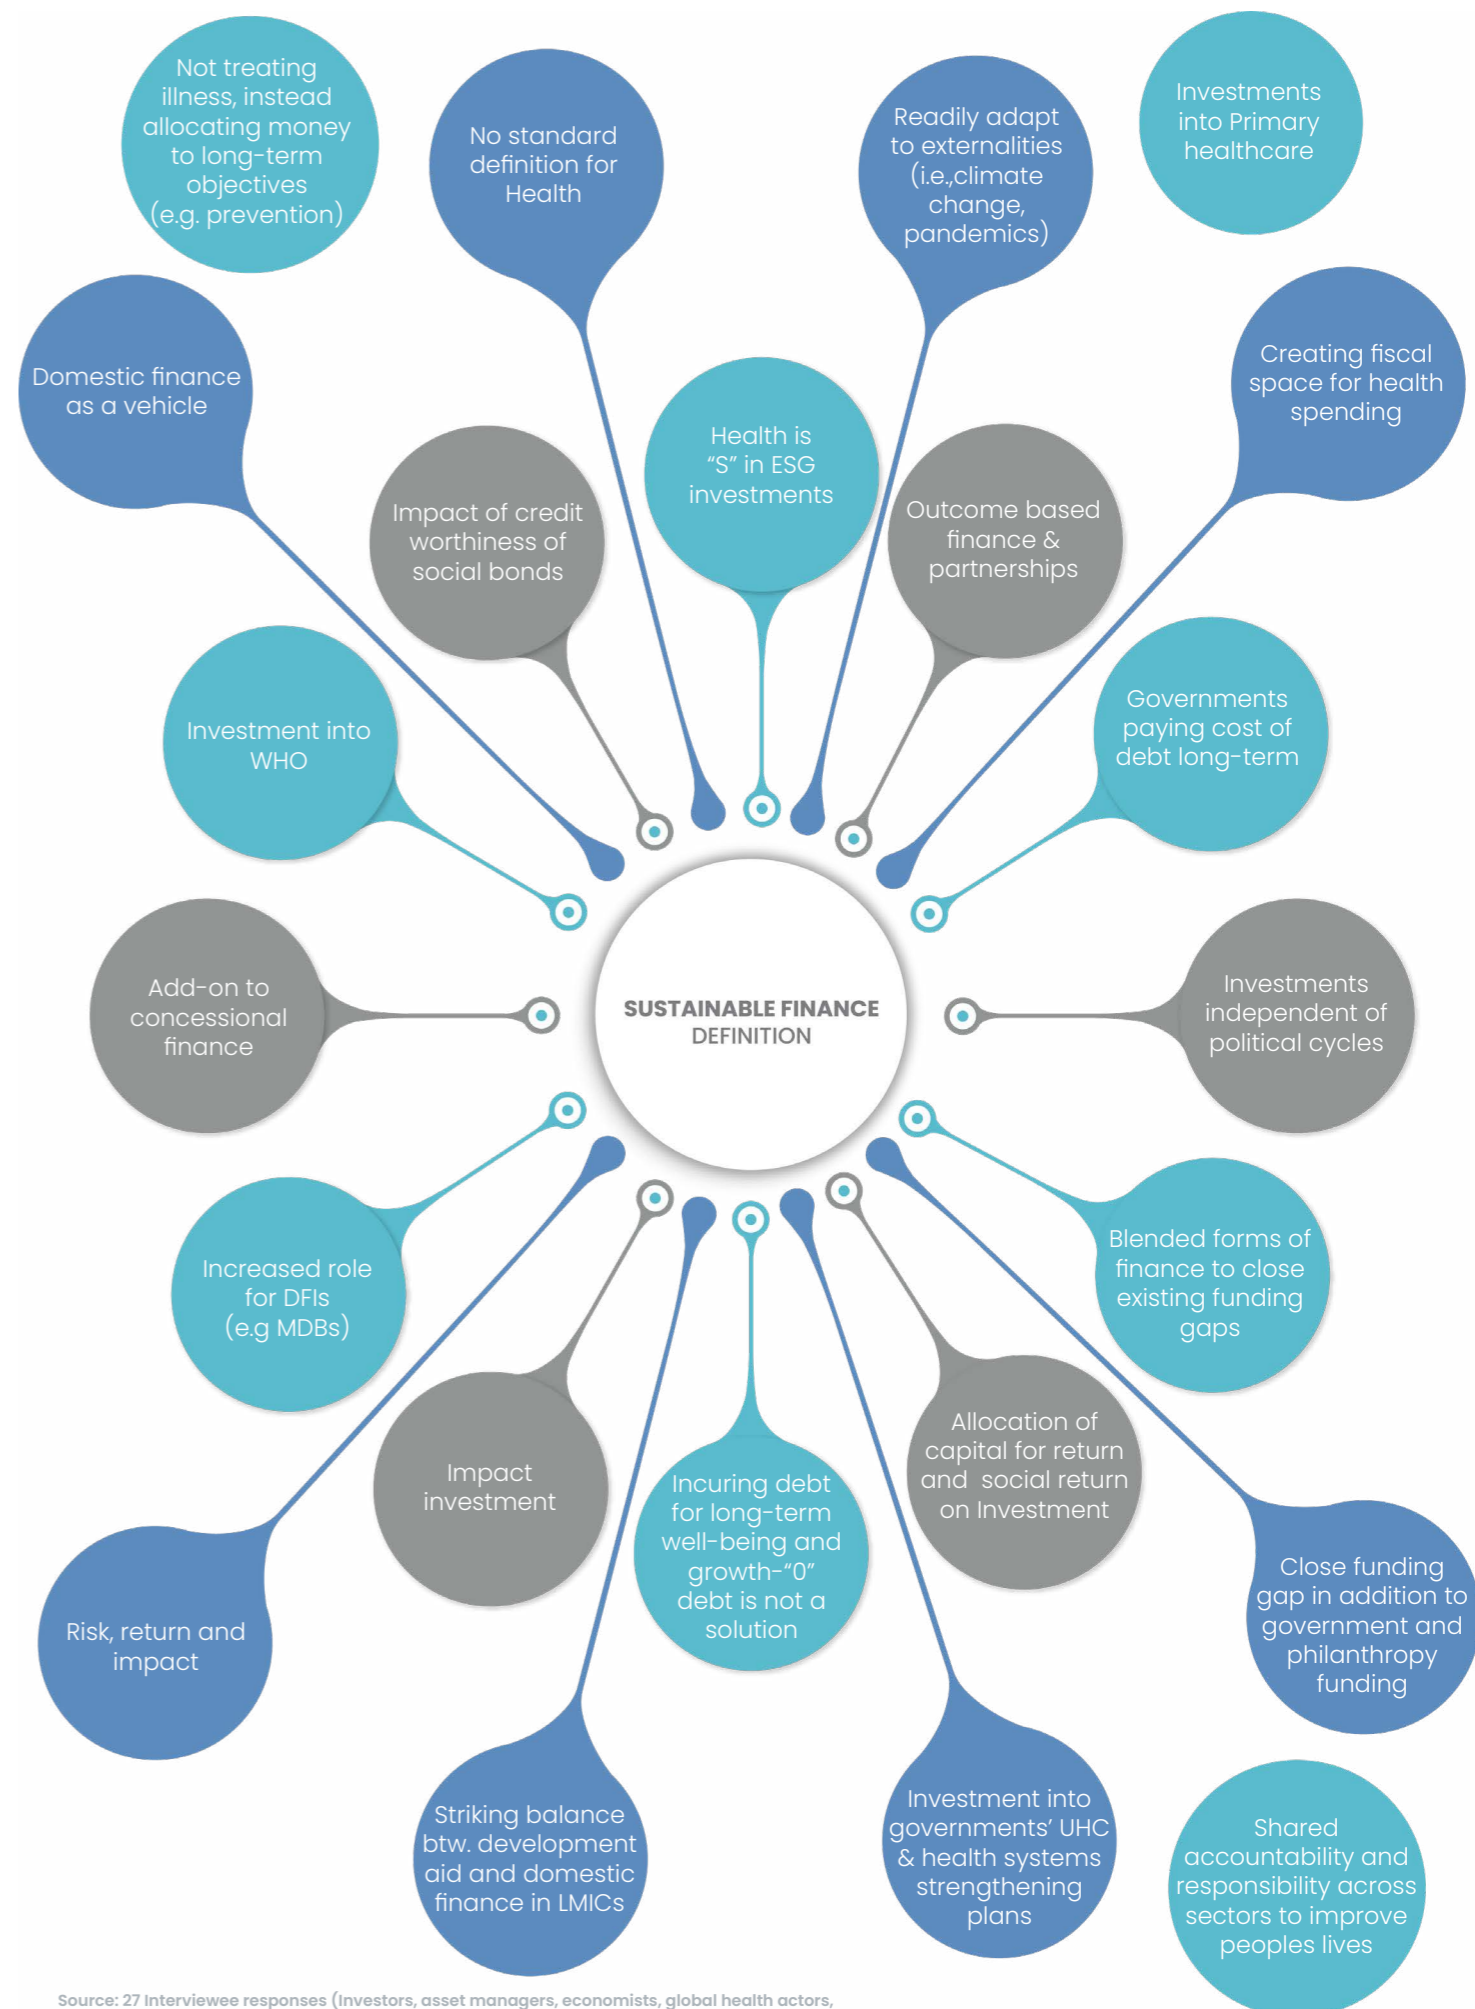 Not treating
illness, instead
allocating money
to long-term
objectives
(e.g. prevention)
No standard
definition for
Health
Readily adapt
to externalities
(i.e.,climate
change,
pandemics)
Investments
into Primary
healthcare
Domestic finance
as a vehicle
Creating fiscal
space for health
spending
Impact of credit
worthiness of
social bonds
Health is
“S” in ESG
investments
Outcome based
finance &
partnerships
Investment into
WHO
Governments
paying cost of
debt long-term
Add-on to
concessional
finance
SUSTAINABLE FINANCE
DEFINITION
Investments
independent of
political cycles
Increased role
for DFIs
(e.g MDBs)
Blended forms of
finance to close
existing funding
gaps
Impact
investment
Incuring debt
for long-term
well-being and
growth-“0”
debt is not a
solution
Allocation of
capital for return
and social return
on Investment
Risk, return and
impact
Close funding
gap in addition to
government and
philanthropy
funding
Striking balance
btw. development
aid and domestic
finance in LMICs
Investment into
governments’ UHC
& health systems
strengthening
plans
Shared
accountability and
responsibility across
sectors to improve
peoples lives
Source: 27 Interviewee responses (Investors, asset managers, economists, global health actors,